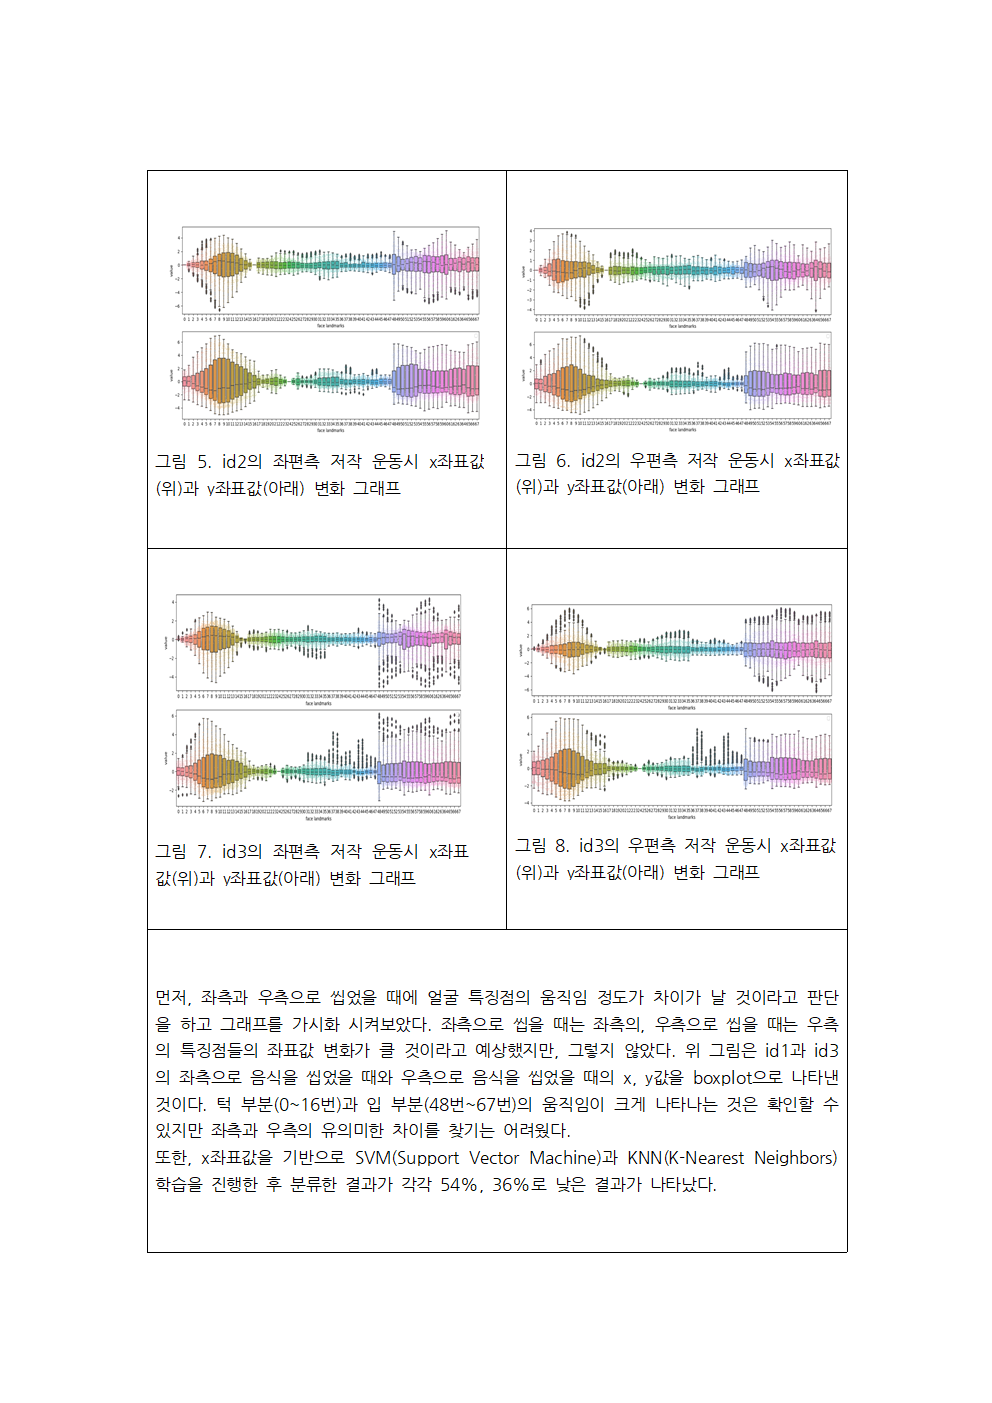 face landmarks
face landmarks
그림 5. id2의 좌편측 저작 운동시 x좌표값
(위)과 y좌표값(아래) 변화 그래프
face landmarks
face landmarks
그림 6. id2의 우편측 저작 운동시 x좌표값
(위)과 y좌표값(아래) 변화 그래프
face landmarks
face landmarks
그림 7. id3의 좌편측 저작 운동시 x좌표
값(위)과 y좌표값(아래) 변화 그래프
face landmarks
face landmarks
그림 8. id3의 우편측 저작 운동시 x좌표값
(위)과 y좌표값(아래) 변화 그래프
먼저, 좌측과 우측으로 씹었을 때에 얼굴 특징점의 움직임 정도가 차이가 날 것이라고 판단
을 하고 그래프를 가시화 시켜보았다. 좌측으로 씹을 때는 좌측의, 우측으로 씹을 때는 우측
의 특징점들의 좌표값 변화가 클 것이라고 예상했지만, 그렇지 않았다. 위 그림은 id1과 id3
의 좌측으로 음식을 씹었을 때와 우측으로 음식을 씹었을 때의 x, y값을 boxplot으로 나타낸
것이다. 턱 부분(0~16번)과 입 부분(48번~67번)의 움직임이 크게 나타나는 것은 확인할 수
있지만 좌측과 우측의 유의미한 차이를 찾기는 어려웠다.
또한, x좌표값을 기반으로 SVM(Support Vector Machine)과 KNN(K-Nearest Neighbors)
학습을 진행한 후 분류한 결과가 각각 54%, 36%로 낮은 결과가 나타났다.